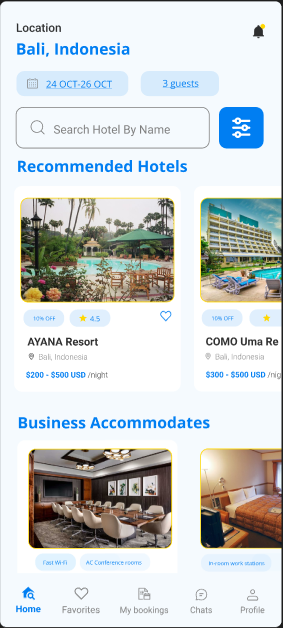 Location
Bali, Indonesia
24 OCT-26 OCT
3 guests
Search Hotel By Name
Recommended Hotels
10% OFF
4.5
10% OFF
AYANA Resort
COMO Uma Re
Bali, Indonesia
Bali, Indonesia
$200 - $500 USD /night
$300 - $500 USD /nig
Business Accommodates
Fast Wi-Fi
AC Conference rooms
In-room work stations
Home
Favorites
My bookings
Chats
Profile